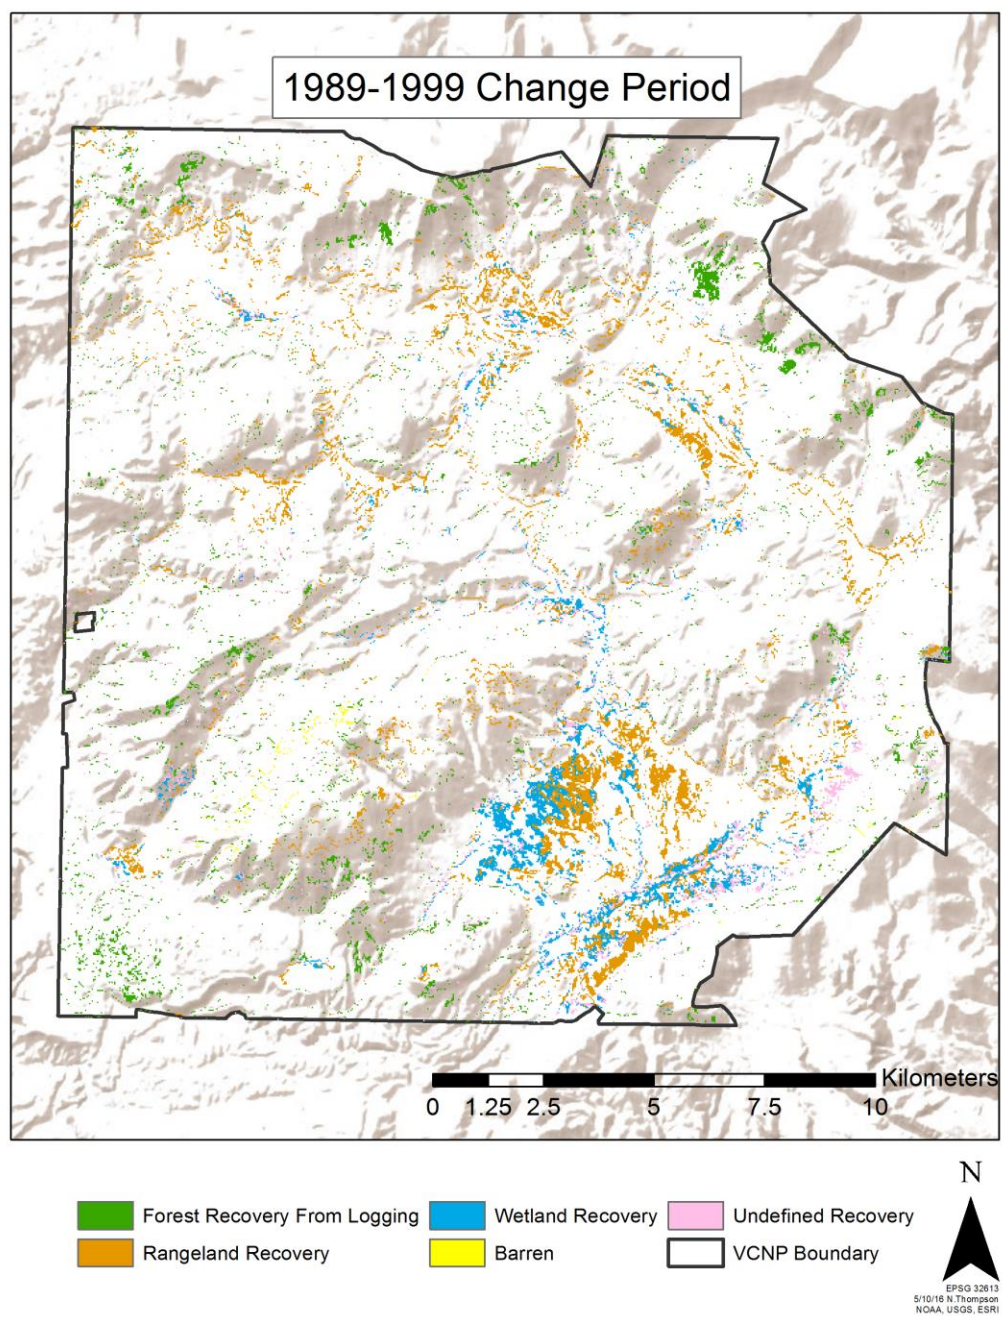 1989-1999 Change Period
Kilometers
0 1.25 2.5 5 7.5 10
N
Forest Recovery From Logging
Wetland Recovery
Undefined Recovery
Rangeland Recovery
Barren
VCNP Boundary
EPSG 32613
5/10/16 N.Thompson
NOAA, USGS, ESRI